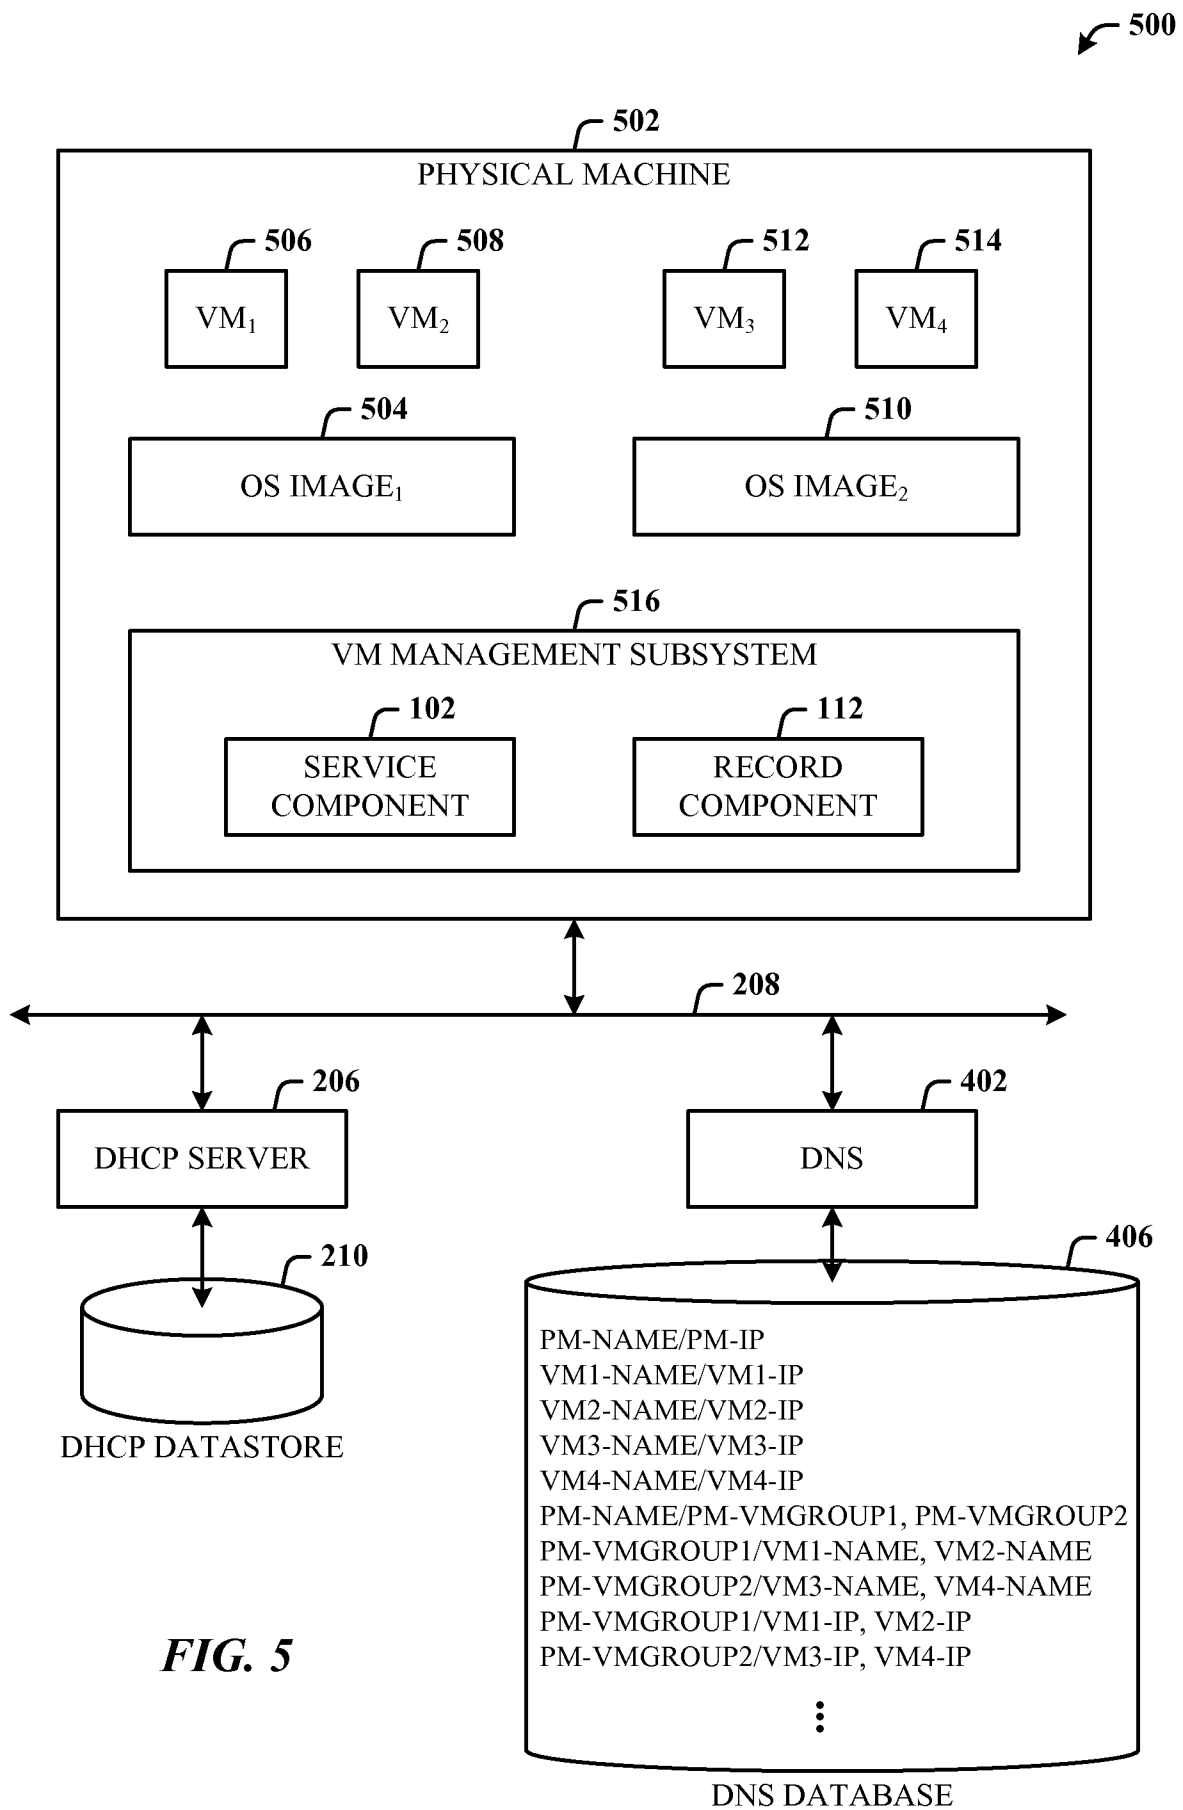 500
502
PHYSICAL MACHINE
506 508 512 514
VM1 VM2 VM3 VM4
504 510
OS IMAGE1 OS IMAGE2
516
VM MANAGEMENT SUBSYSTEM
102 112
SERVICE COMPONENT
RECORD COMPONENT
208
206 402
DHCP SERVER DNS
210 406
DHCP DATASTORE
PM-NAME/PM-IP
VM1-NAME/VM1-IP
VM2-NAME/VM2-IP
VM3-NAME/VM3-IP
VM4-NAME/VM4-IP
PM-NAME/PM-VMGROUP1, PM-VMGROUP2
PM-VMGROUP1/VM1-NAME, VM2-NAME
PM-VMGROUP2/VM3-NAME, VM4-NAME
PM-VMGROUP1/VM1-IP, VM2-IP
PM-VMGROUP2/VM3-IP, VM4-IP
FIG. 5
DNS DATABASE